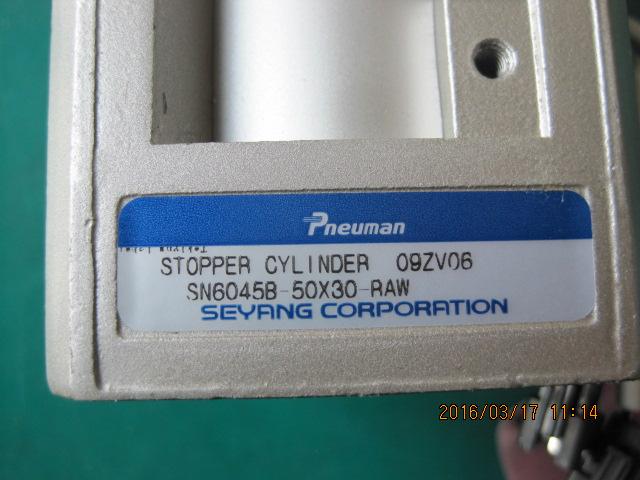 Pneuman
STOPPER CYLINDER 09ZV06
SN6045B-50X30-RAW
SEYANG CORPORATION
2016/03/17 11:14